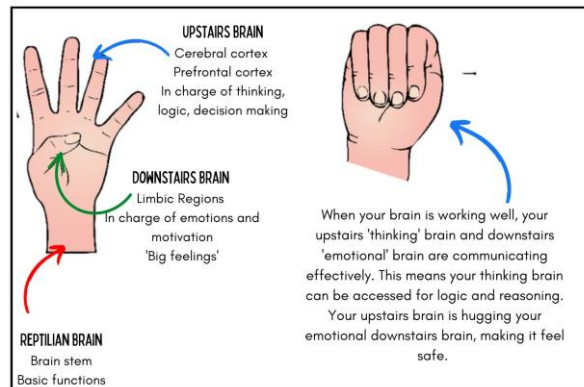 UPSTAIRS BRAIN
Cerebral cortex
Prefrontal cortex
In charge of thinking,
logic, decision making
DOWNSTAIRS BRAIN
Limbic Regions
In charge of emotions and
motivation
'Big feelings'
REPTILIAN BRAIN
Brain stem
Basic functions
When your brain is working well, your
upstairs 'thinking' brain and downstairs
'emotional' brain are communicating
effectively. This means your thinking brain
can be accessed for logic and reasoning.
Your upstairs brain is hugging your
emotional downstairs brain, making it feel
safe.